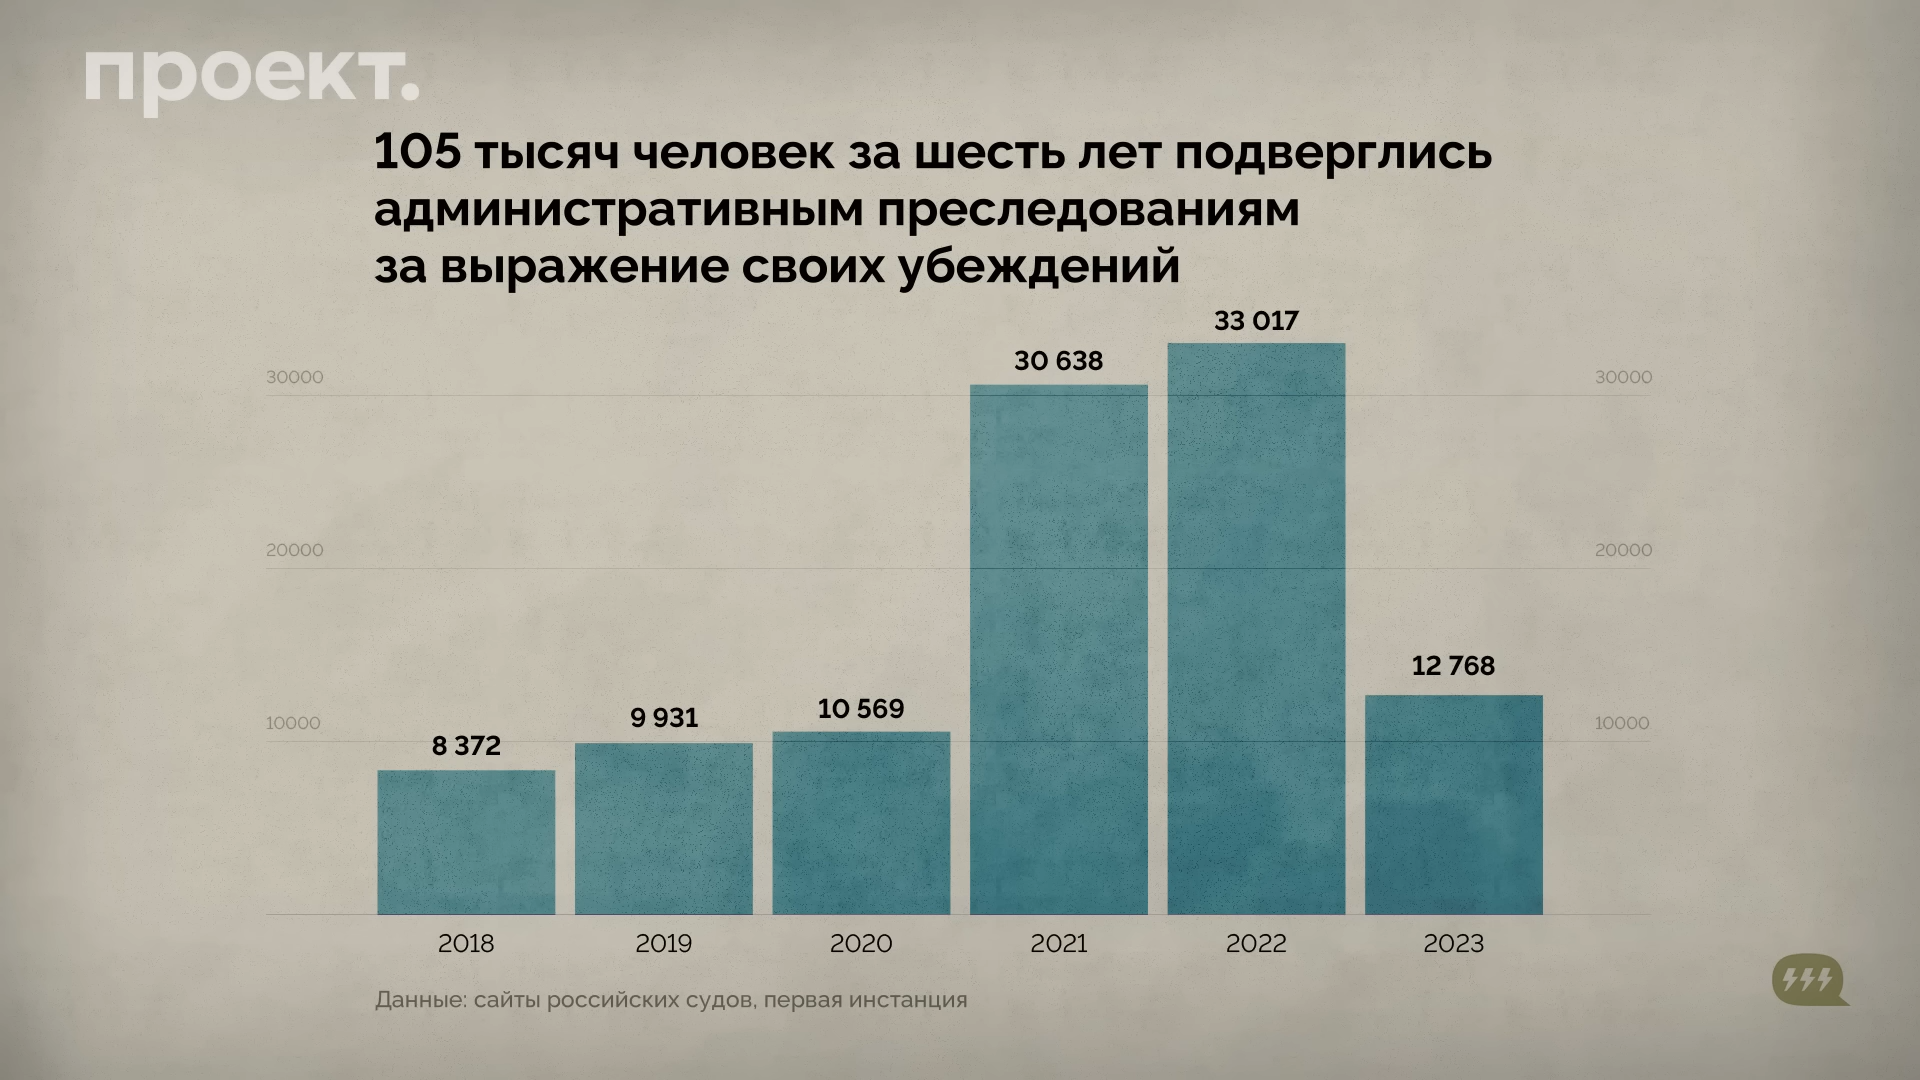 проект.
105 тысяч человек за шесть лет подверглись
административным преследованиям
за выражение своих убеждений
33 017
30 638
30000 30000
20000 20000
12 768
10 569
9 931
10000 10000
8 372
2018 2019 2020 2021 2022 2023
Данные: сайты российских судов, первая инстанция